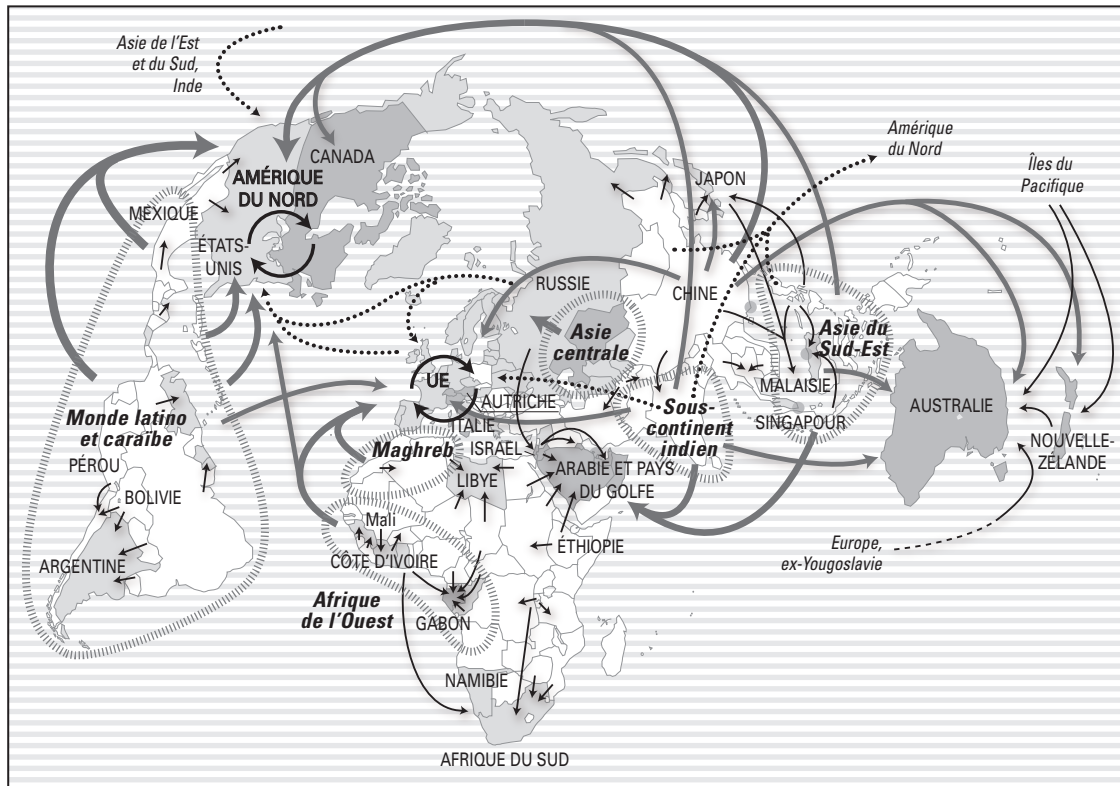 Asie de l'Est
et du Sud,
Inde
CANADA
AMÉRIQUE
DU NORD
MEXIQUE
ÉTATS-
UNIS
JAPON
Amérique
du Nord
Îles du
Pacifique
RUSSIE
CHINE
Asie
centrale
Asie du
Sud-Est
UE
AUTRICHE
ITALIE
MALAISIE
SINGAPOUR
AUSTRALIE
Monde latino
et caraïbe
PÉROU
BOLIVIE
ARGENTINE
Maghreb
ISRAEL
LIBYE
ARABIE ET PAYS
DU GOLFE
Sous-
continent
indien
NOUVELLE-
ZÉLANDE
Mali
CÔTE D'IVOIRE
ÉTHIOPIE
Europe,
ex-Yougoslavie
Afrique
de l'Ouest
GABON
NAMIBIE
AFRIQUE DU SUD